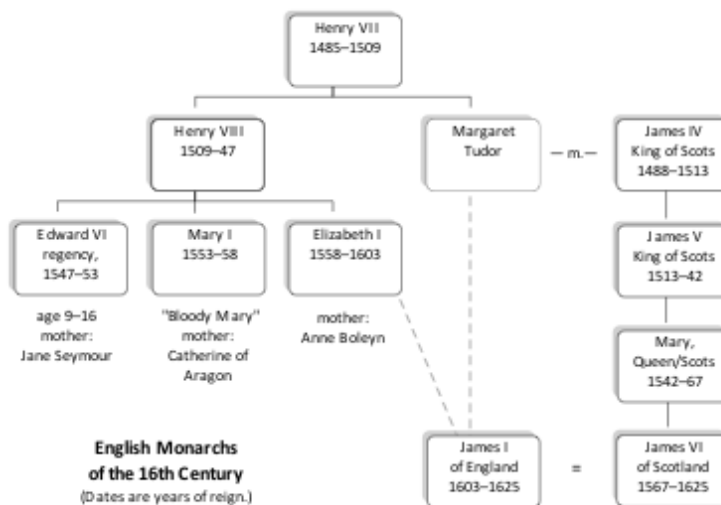 Henry VII
1485–1509
Henry VIII
1509–47
Margaret
Tudor
— m.—
James IV
King of Scots
1488–1513
Edward VI
regency,
1547–53
Mary I
1553–58
Elizabeth I
1558–1603
James V
King of Scots
1513–42
age 9–16
mother:
Jane Seymour
"Bloody Mary"
mother:
Catherine of
Aragon
mother:
Anne Boleyn
Mary,
Queen/Scots
1542–67
English Monarchs
of the 16th Century
(Dates are years of reign.)
James I
of England
1603–1625
=
James VI
of Scotland
1567–1625